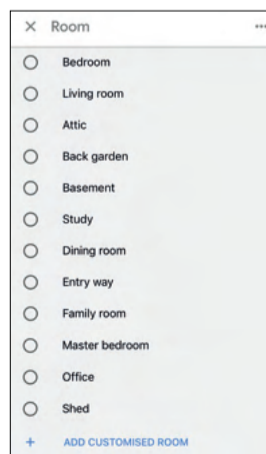 Room
Bedroom
Living room
Attic
Back garden
Basement
Study
Dining room
Entry way
Family room
Master bedroom
Office
Shed
ADD CUSTOMISED ROOM